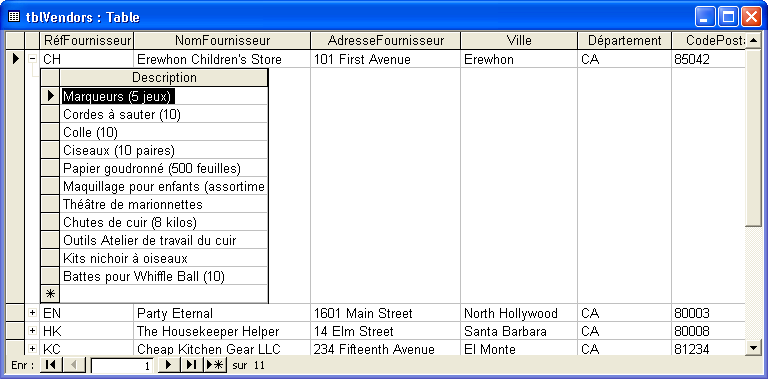 tblVendors : Table
RéfFournisseur NomFournisseur AdresseFournisseur Ville Département CodePosta
CH Erewhon Children's Store 101 First Avenue Erewhon CA 85042
Description
Marqueurs (5 jeux)
Cordes à sauter (10)
Colle (10)
Ciseaux (10 paires)
Papier goudronné (500 feuilles)
Maquillage pour enfants (assortime
Théâtre de marionnettes
Chutes de cuir (8 kilos)
Outils Atelier de travail du cuir
Kits nichoir à oiseaux
Battes pour Whiffle Ball (10)
EN Party Eternal 1601 Main Street North Hollywood CA 80003
HK The Housekeeper Helper 14 Elm Street Santa Barbara CA 80008
KC Cheap Kitchen Gear LLC 234 Fifteenth Avenue El Monte CA 81234
Enr : 1 sur 11